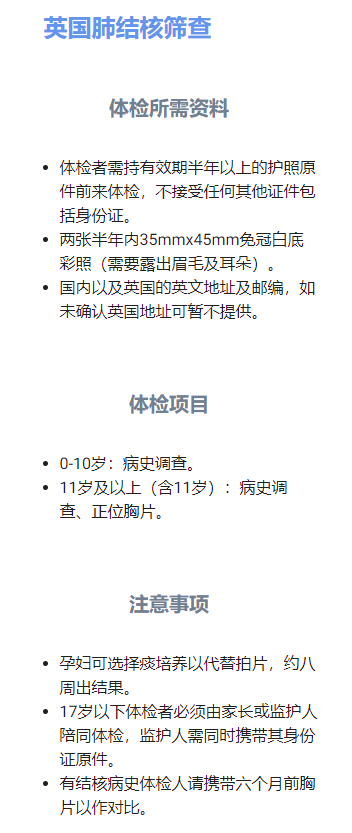 英国肺结核筛查
体检所需资料
体检者需持有效期半年以上的护照原
件前来体检，不接受任何其他证件包
括身份证。
两张半年内35mmx45mm免冠白底
彩照（需要露出眉毛及耳朵）。
国内以及英国的英文地址及邮编，如
未确认英国地址可暂不提供。
体检项目
0-10岁：病史调查。
11岁及以上（含11岁）：病史调
查、正位胸片。
注意事项
孕妇可选择痰培养以代替拍片，约八
周出结果。
17岁以下体检者必须由家长或监护人
陪同体检，监护人需同时携带其身份
证原件。
有结核病史体检人请携带六个月前胸
片以作对比。